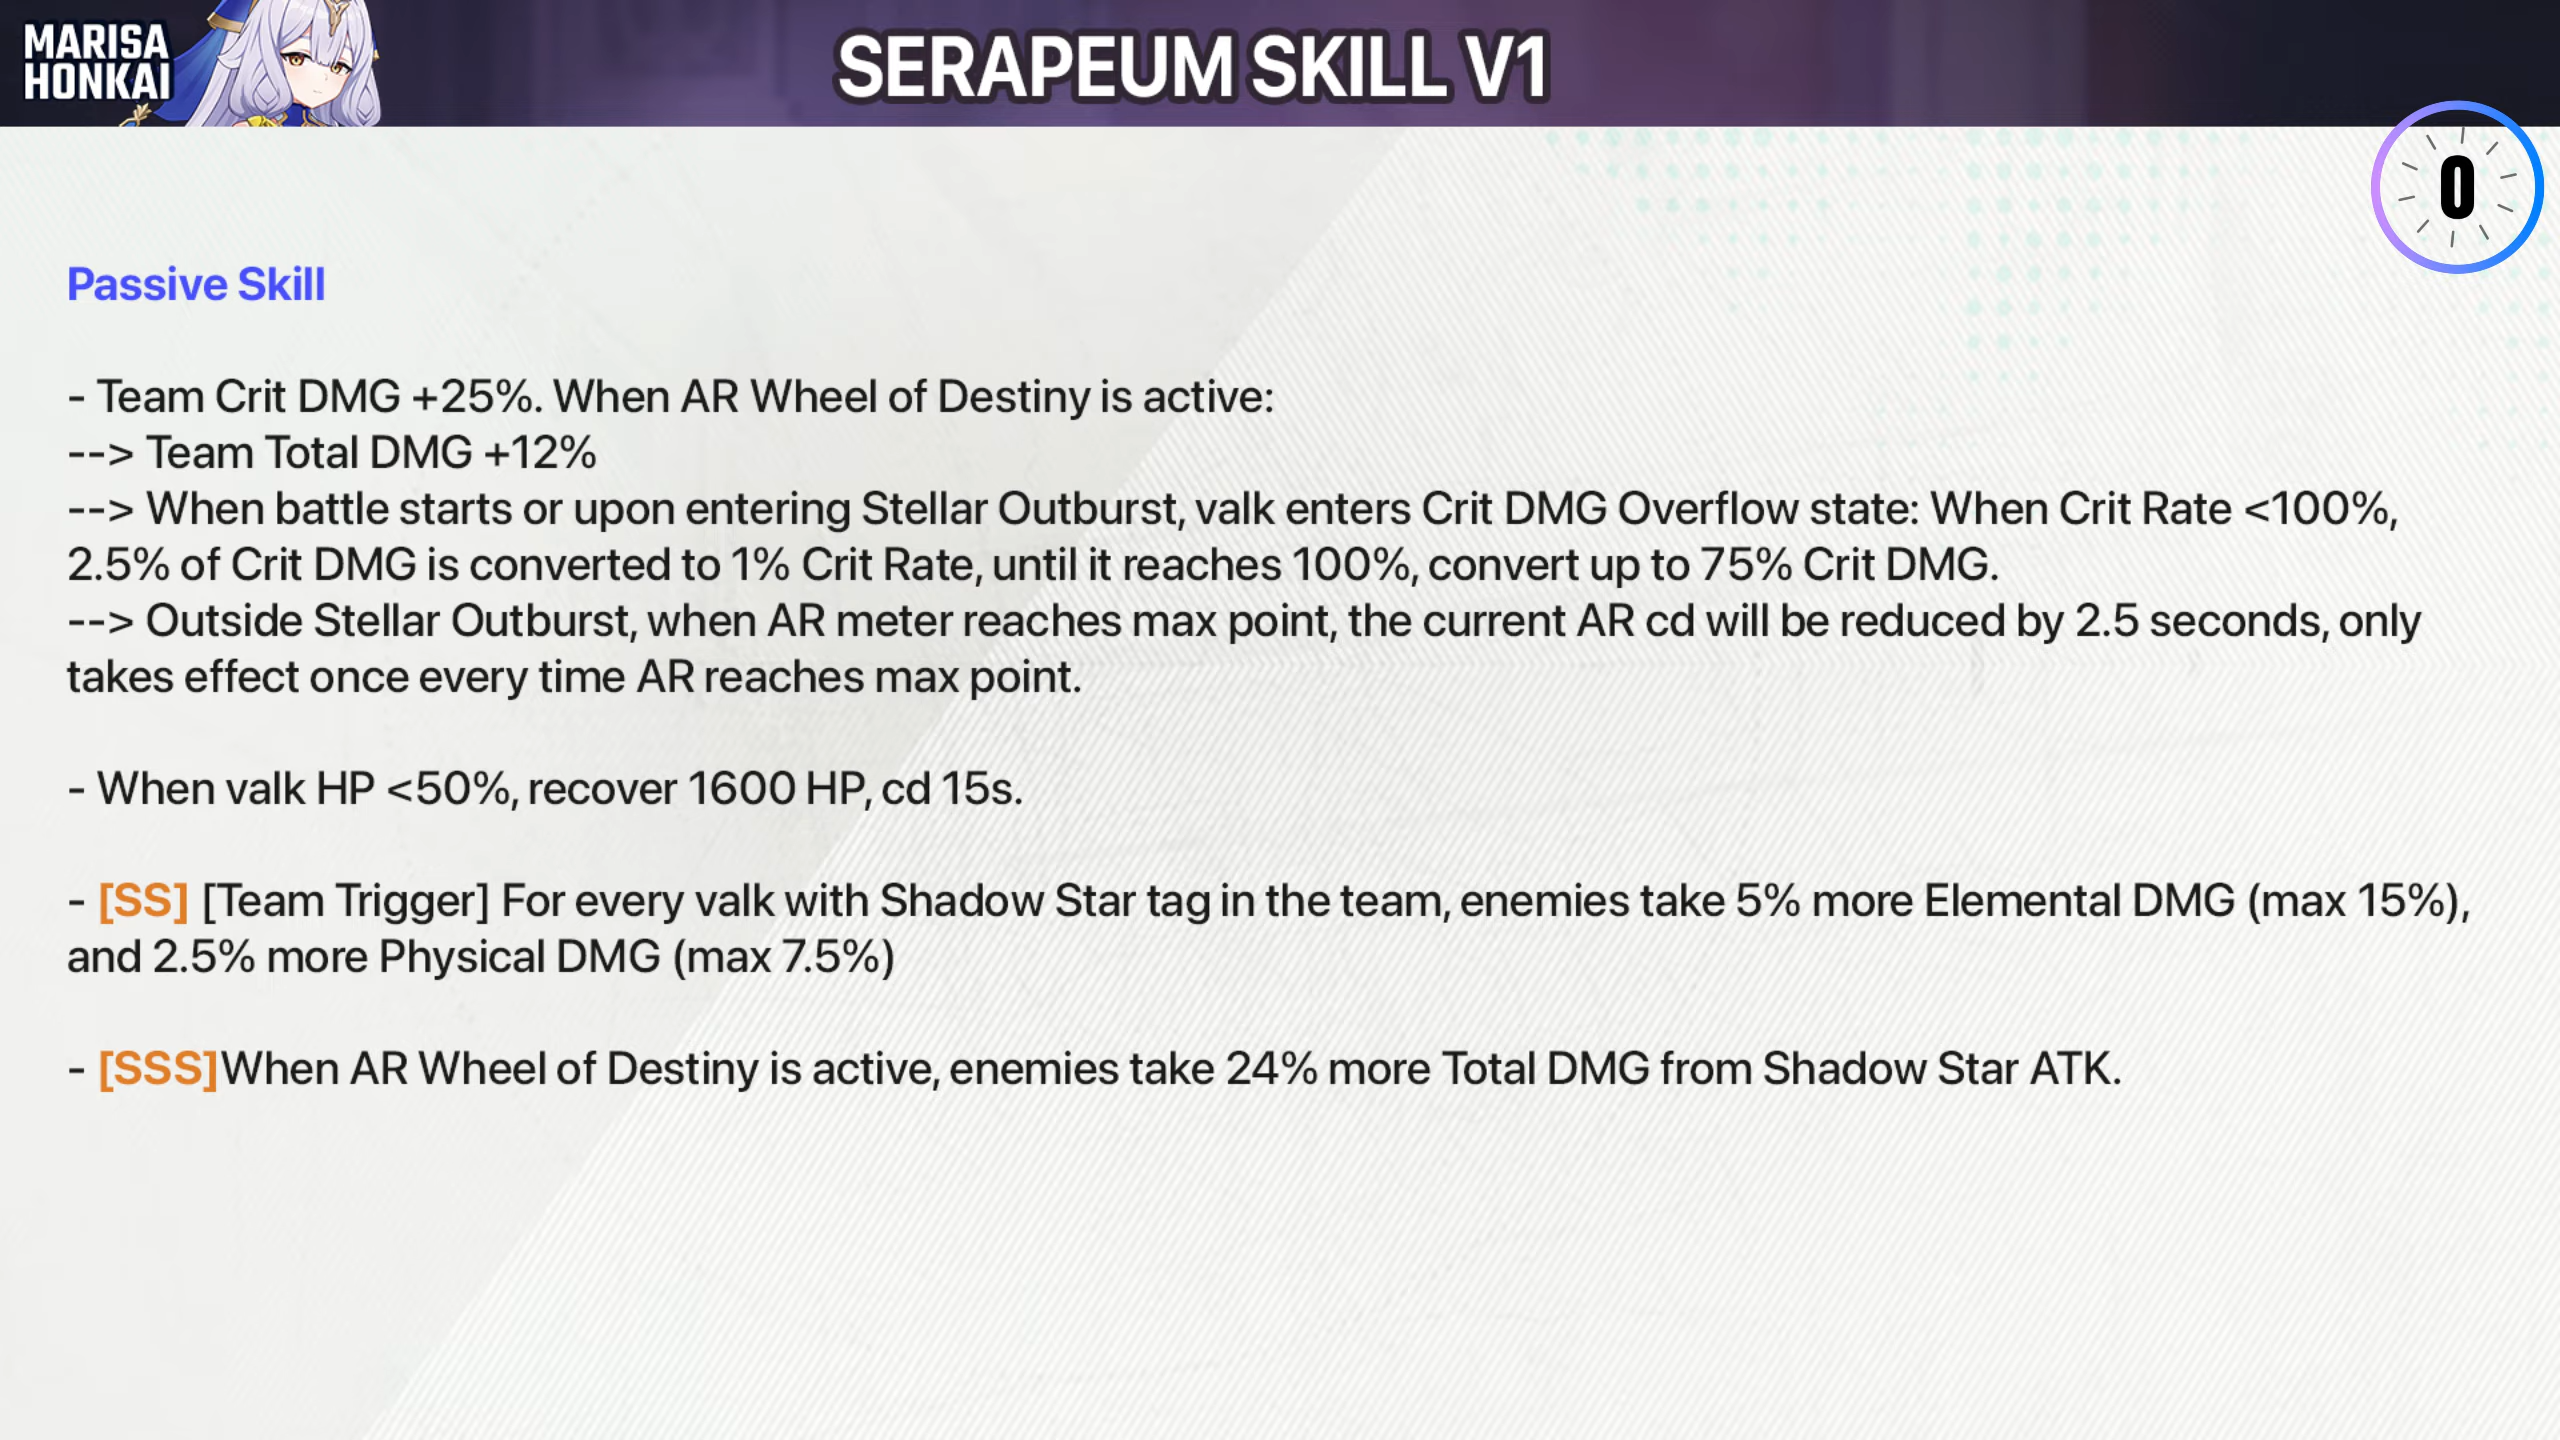 MARISA
HONKAI
SERAPEUM SKILL V1
0
Passive Skill
- Team Crit DMG +25%. When AR Wheel of Destiny is active:
--> Team Total DMG +12%
--> When battle starts or upon entering Stellar Outburst, valk enters Crit DMG Overflow state: When Crit Rate <100%,
2.5% of Crit DMG is converted to 1% Crit Rate, until it reaches 100%, convert up to 75% Crit DMG.
--> Outside Stellar Outburst, when AR meter reaches max point, the current AR cd will be reduced by 2.5 seconds, only
takes effect once every time AR reaches max point.
- When valk HP <50%, recover 1600 HP, cd 15s.
- [SS] [Team Trigger] For every valk with Shadow Star tag in the team, enemies take 5% more Elemental DMG (max 15%),
and 2.5% more Physical DMG (max 7.5%)
- [SSS]When AR Wheel of Destiny is active, enemies take 24% more Total DMG from Shadow Star ATK.